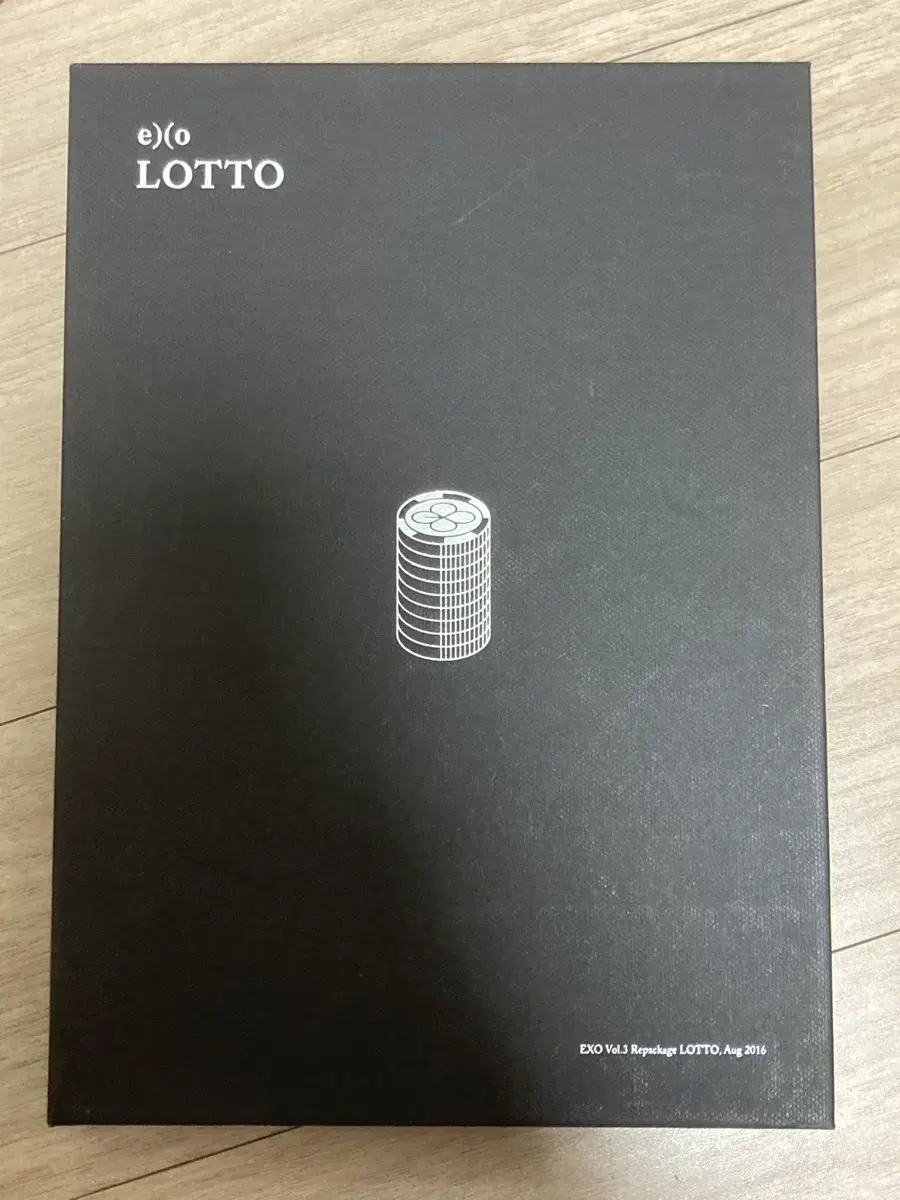 e)(o
LOTTO
EXO Vol.3 Repackage LOTTO, Aug 2016